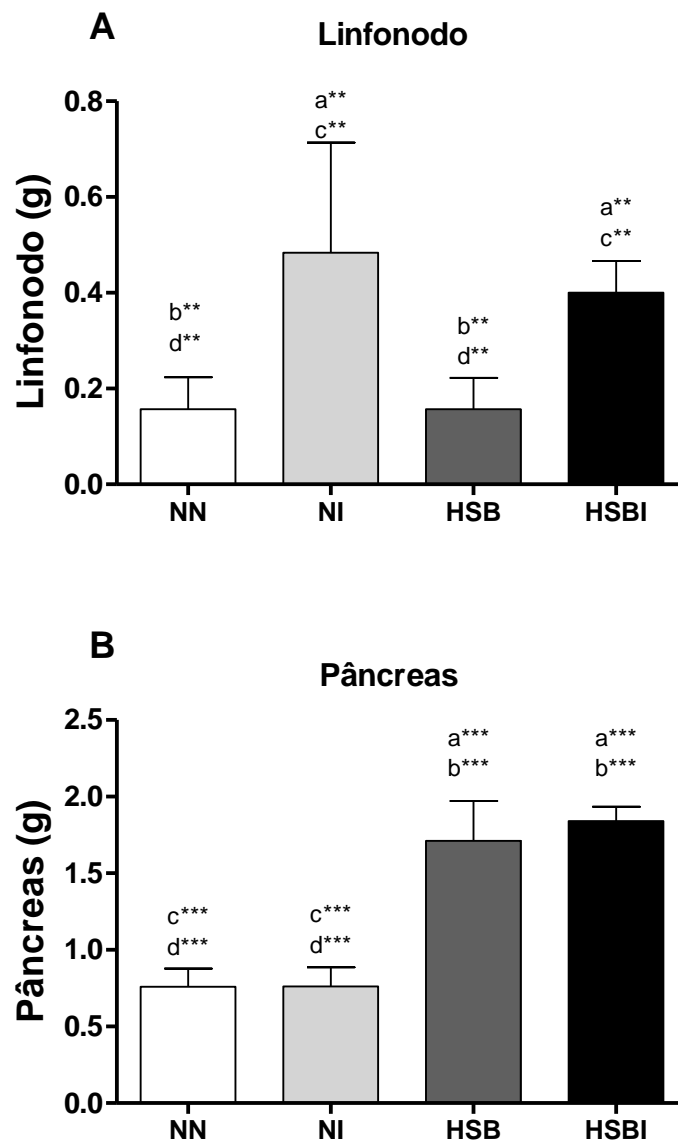 A
Linfonodo
Linfonodo (g)
0.8
0.6
0.4
0.2
0.0
b**
d**
a**
c**
b**
d**
a**
c**
NN NI HSB HSBI
B
Pâncreas
Pâncreas (g)
2.5
2.0
1.5
1.0
0.5
0.0
c***
d***
c***
d***
a***
b***
a***
b***
NN NI HSB HSBI